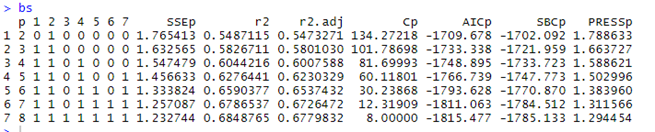 > bs
p 1 2 3 4 5 6 7 SSEp r2 r2.adj Cp AICp SBCp PRESSp
1 2 0 1 0 0 0 0 0 1.765413 0.5487115 0.5473271 134.27218 -1709.678 -1702.092 1.788633
2 3 1 1 0 0 0 0 0 1.632565 0.5826711 0.5801030 101.78698 -1733.338 -1721.959 1.663727
3 4 1 1 0 1 0 0 0 1.547479 0.6044216 0.6007588 81.69993 -1748.895 -1733.723 1.588621
4 5 1 1 0 1 0 0 1 1.456633 0.6276441 0.6230329 60.11801 -1766.739 -1747.773 1.502996
5 6 1 1 0 0 1 1 1 1.333824 0.6590377 0.6537432 30.23868 -1793.628 -1770.870 1.383960
6 7 1 1 0 1 1 1 1 1.257087 0.6786537 0.6726472 12.31909 -1811.063 -1784.512 1.311566
7 8 1 1 1 1 1 1 1 1.232744 0.6848765 0.6779832 8.00000 -1815.477 -1785.133 1.294454
>